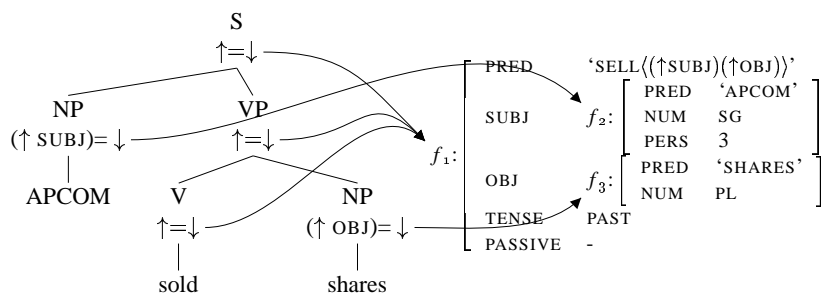 S
↑=↓
NP VP
(↑ SUBJ)= ↓ ↑=↓
APCOM V NP
↑=↓ (↑ OBJ)= ↓
sold shares
f₁:
PRED ‘SELL⟨(↑SUBJ)(↑OBJ)⟩’
SUBJ f₂:
PRED ‘APCOM’
NUM SG
PERS 3
OBJ f₃:
PRED ‘SHARES’
NUM PL
TENSE PAST
PASSIVE -